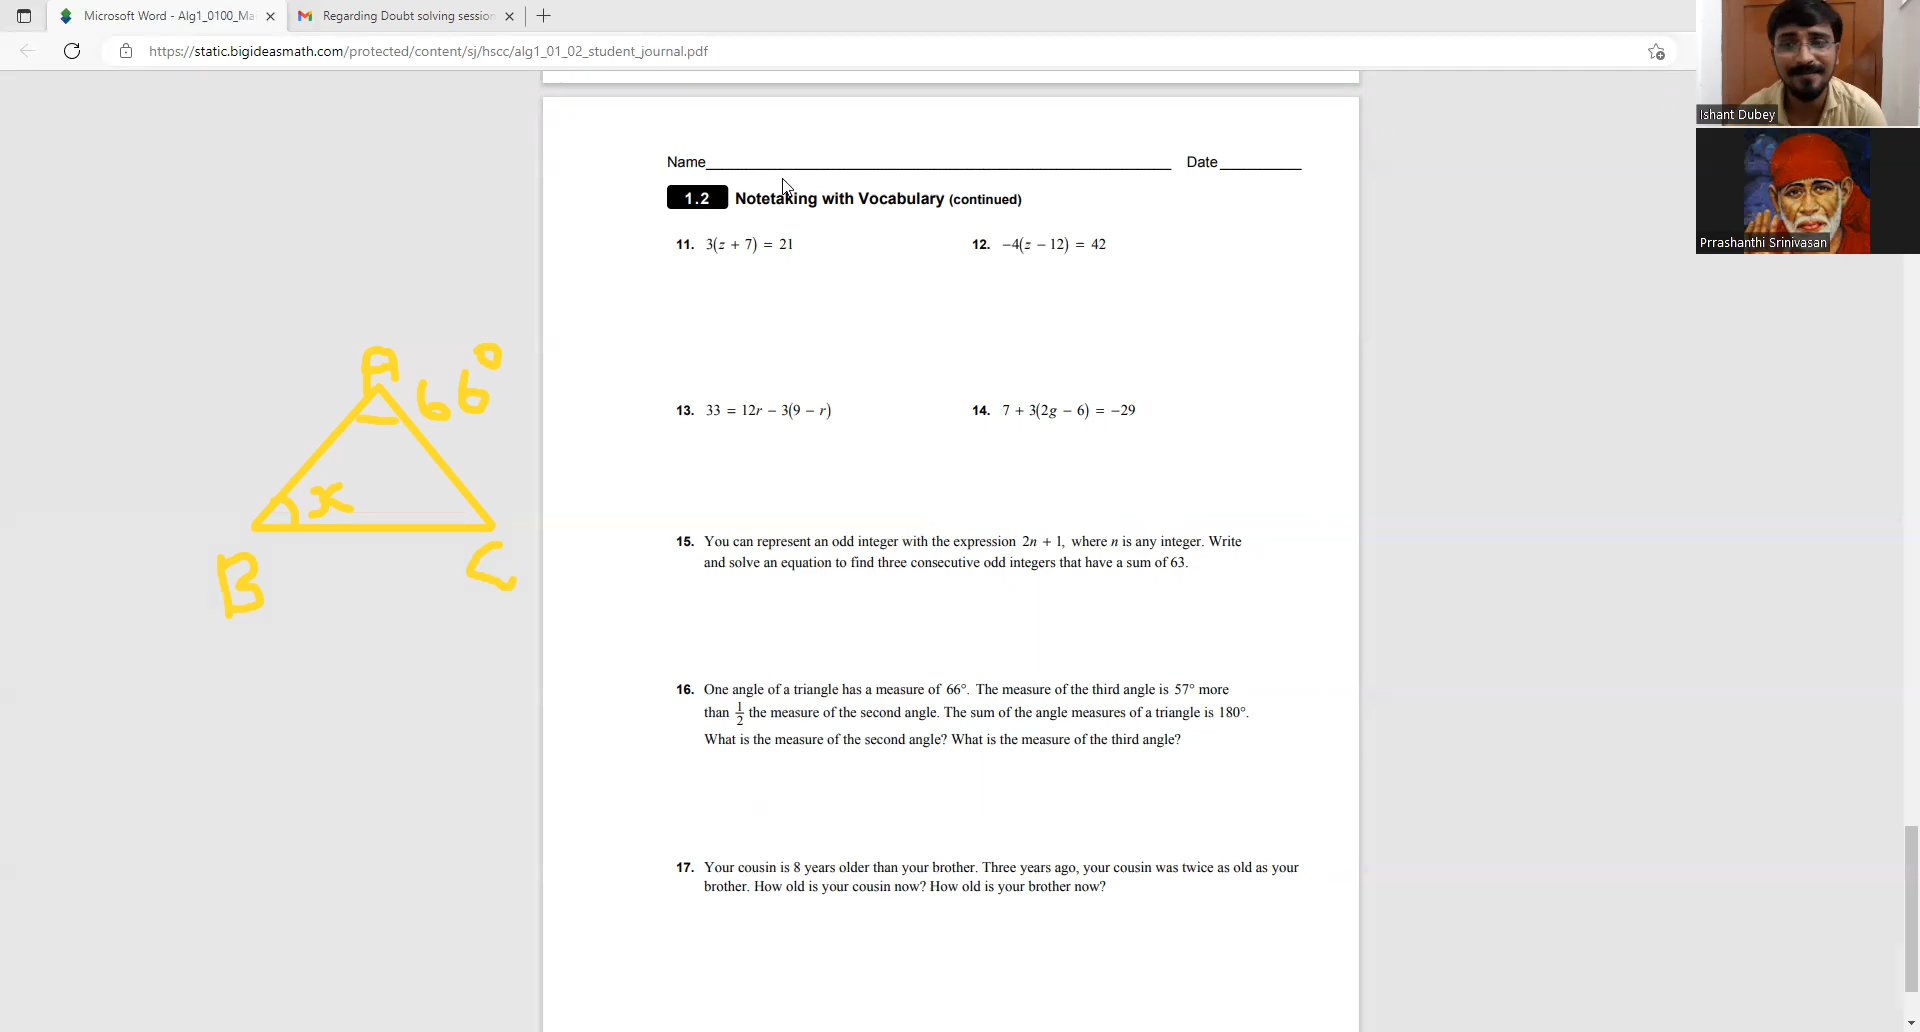 Microsoft Word - Alg1_0100_Ma
Regarding Doubt solving session
https://static.bigideasmath.com/protected/content/sj/hscc/alg1_01_02_student_journal.pdf
Ishant Dubey
Prrashanthi Srinivasan
Name Date
1.2 Notetaking with Vocabulary (continued)
11. 3(z + 7) = 21 12. −4(z − 12) = 42
13. 33 = 12r − 3(9 − r) 14. 7 + 3(2g − 6) = −29
15. You can represent an odd integer with the expression 2n + 1, where n is any integer. Write
and solve an equation to find three consecutive odd integers that have a sum of 63.
16. One angle of a triangle has a measure of 66°. The measure of the third angle is 57° more
than 1/2 the measure of the second angle. The sum of the angle measures of a triangle is 180°.
What is the measure of the second angle? What is the measure of the third angle?
17. Your cousin is 8 years older than your brother. Three years ago, your cousin was twice as old as your
brother. How old is your cousin now? How old is your brother now?
A 66°
x
B C